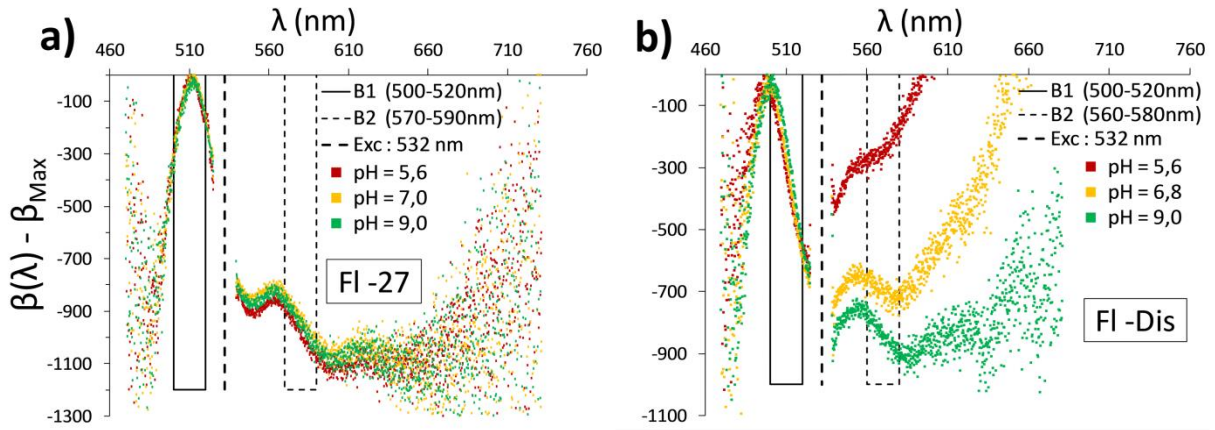 a)
λ (nm)
460 510 560 610 660 710 760
-100
-300
-500
-700
-900
-1100
-1300
β(λ) - βMax
B1 (500-520nm)
B2 (570-590nm)
Exc : 532 nm
pH = 5,6
pH = 7,0
pH = 9,0
Fl -27
b)
λ (nm)
460 510 560 610 660 710 760
-100
-300
-500
-700
-900
-1100
B1 (500-520nm)
B2 (560-580nm)
Exc : 532 nm
pH = 5,6
pH = 6,8
pH = 9,0
Fl -Dis